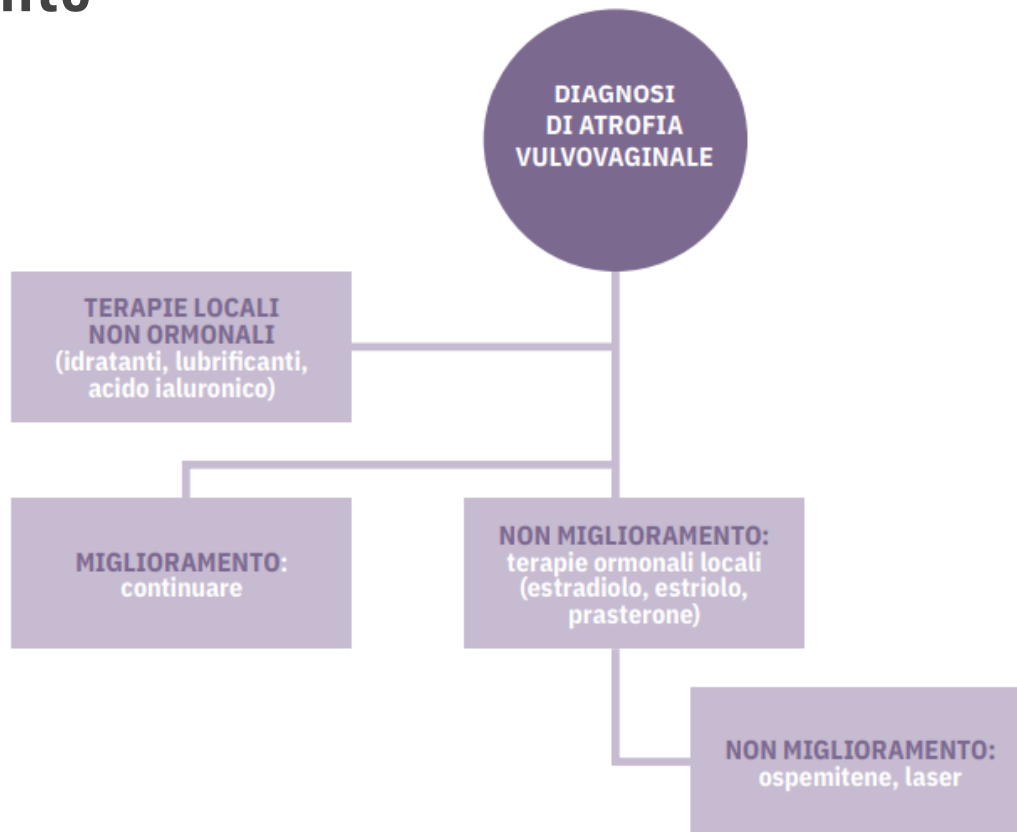 DIAGNOSI
DI ATROFIA
VULVOVAGINALE
TERAPIE LOCALI
NON ORMONALI
(idratanti, lubrificanti,
acido ialuronico)
MIGLIORAMENTO:
continuare
NON MIGLIORAMENTO:
terapie ormonali locali
(estradiolo, estriolo,
prasterone)
NON MIGLIORAMENTO:
ospemitene, laser